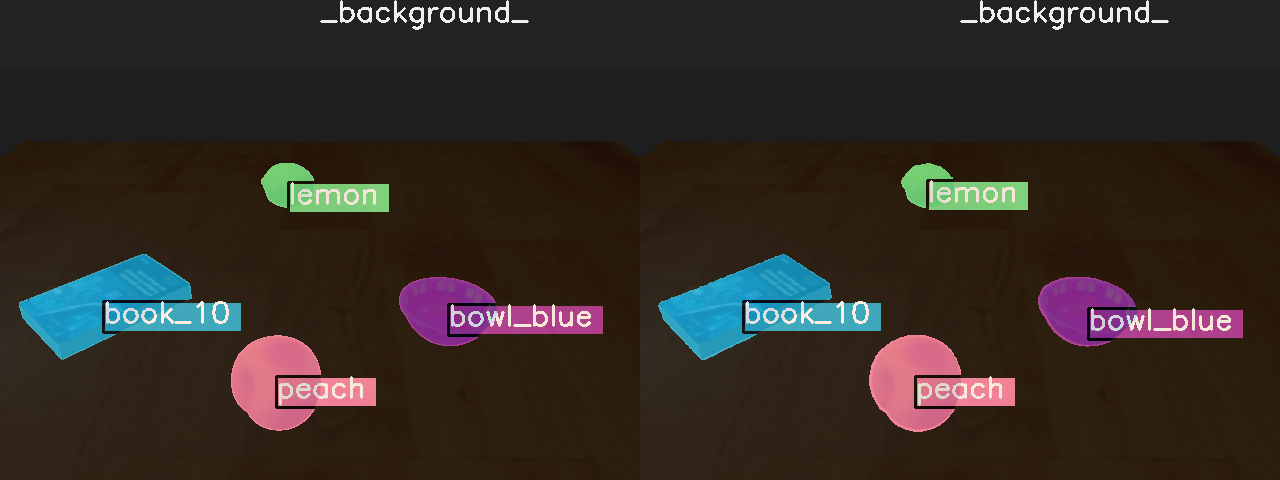 _background_ _background_
lemon lemon
book_10 book_10
bowl_blue bowl_blue
peach peach